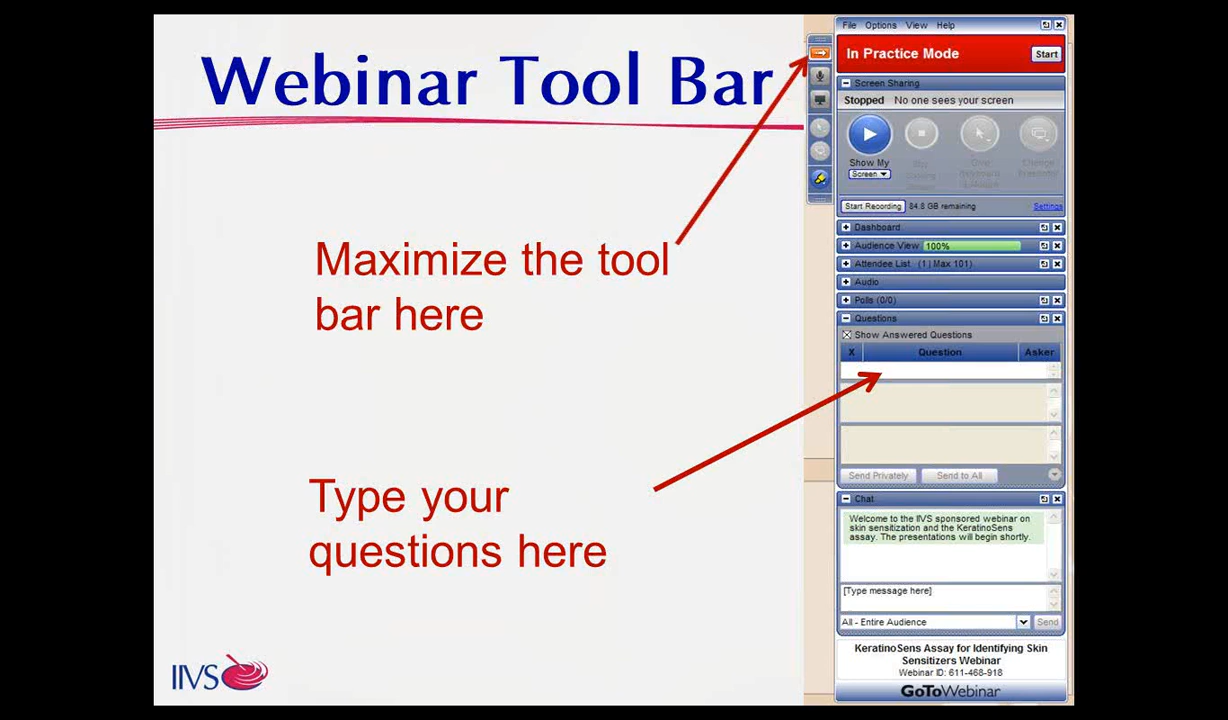 Webinar Tool Bar
Maximize the tool
bar here
Type your
questions here
IIVS
File Options View Help
In Practice Mode
Start
Screen Sharing
Stopped No one sees your screen
Show My
Screen
Start Recording 84.8 GB remaining Settings
Dashboard
Audience View 100%
Attendee List (1 | Max 101)
Audio
Polls (0/0)
Questions
Show Answered Questions
X Question Asker
Send Privately Send to All
Chat
Welcome to the IIVS sponsored webinar on
skin sensitization and the KeratinoSens
assay. The presentations will begin shortly.
[Type message here]
All - Entire Audience Send
KeratinoSens Assay for Identifying Skin
Sensitizers Webinar
Webinar ID: 611-468-918
GoToWebinar